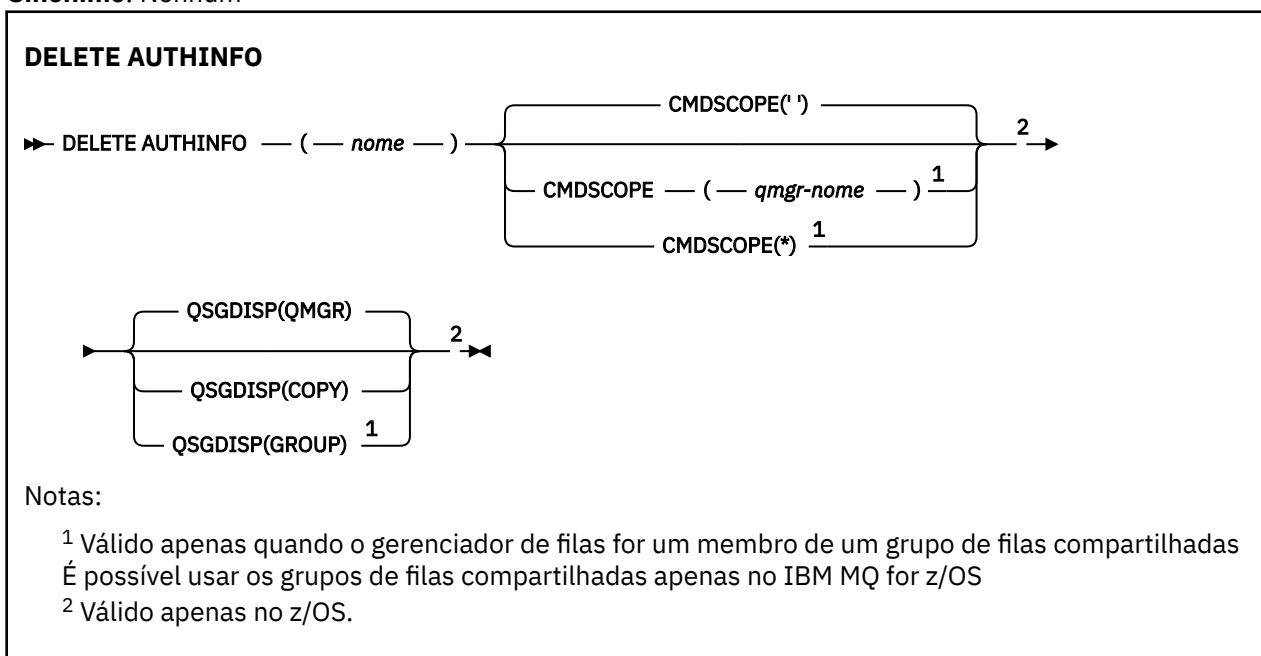 DELETE AUTHINFO
CMDSCOPE(' ')
DELETE AUTHINFO ( nome ) 2
CMDSCOPE ( qmgr-nome ) 1
CMDSCOPE(*) 1
QSGDISP(QMGR)
2
QSGDISP(COPY)
QSGDISP(GROUP) 1
Notas:
1 Válido apenas quando o gerenciador de filas for um membro de um grupo de filas compartilhadas
É possível usar os grupos de filas compartilhadas apenas no IBM MQ for z/OS
2 Válido apenas no z/OS.